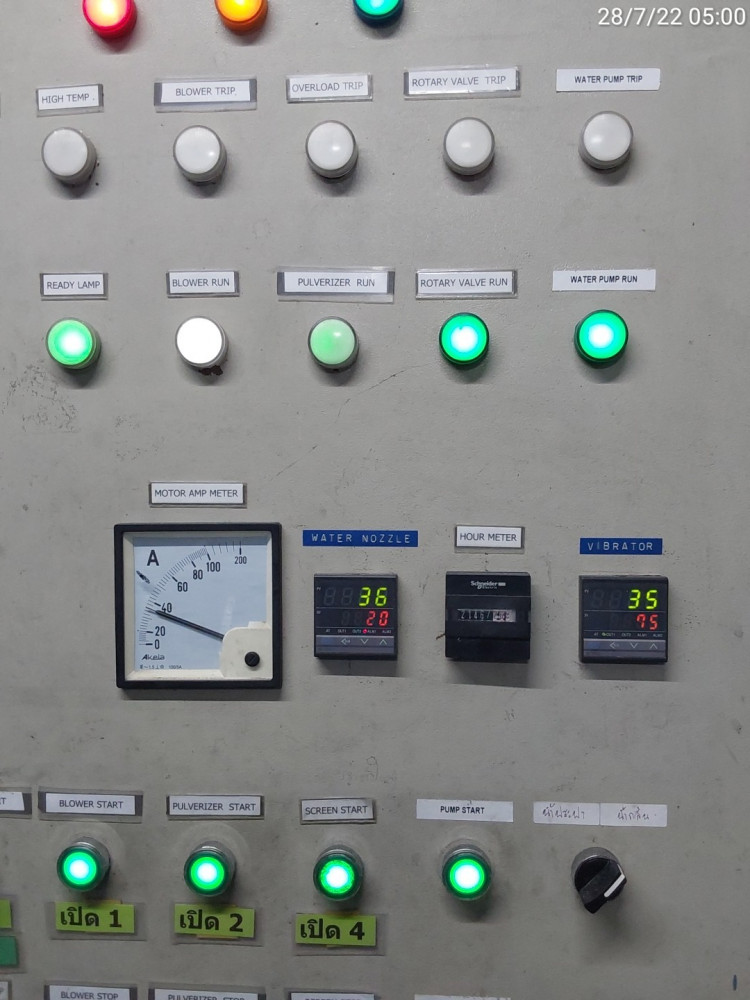 28/7/22 05:00
HIGH TEMP.
BLOWER TRIP.
OVERLOAD TRIP
ROTARY VALVE TRIP
WATER PUMP TRIP
READY LAMP
BLOWER RUN
PULVERIZER RUN
ROTARY VALVE RUN
WATER PUMP RUN
MOTOR AMP METER
WATER NOZZLE
HOUR METER
VIBRATOR
A
0
20
40
60
80
100
200
36
20
Schneider
35
75
BLOWER START
PULVERIZER START
SCREEN START
PUMP START
เปิด 1
เปิด 2
เปิด 4
BLOWER STOP
PULVERIZER STOP